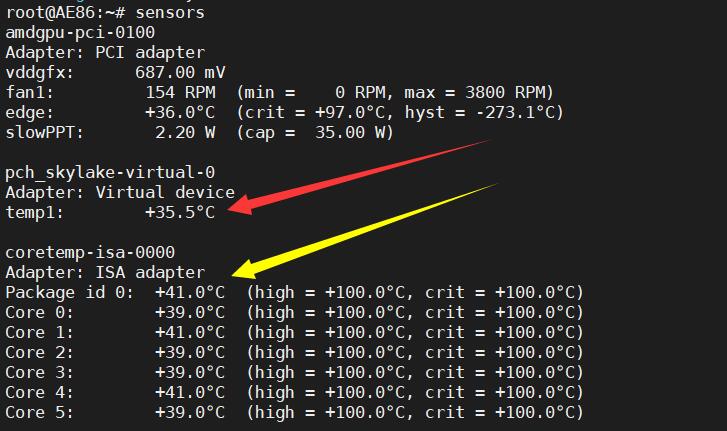 root@AE86:~# sensors
amdgpu-pci-0100
Adapter: PCI adapter
vddgfx:      687.00 mV
fan1:         154 RPM  (min =    0 RPM, max = 3800 RPM)
edge:         +36.0°C  (crit = +97.0°C, hyst = -273.1°C)
slowPPT:       2.20 W  (cap =  35.00 W)

pch_skylake-virtual-0
Adapter: Virtual device
temp1:        +35.5°C

coretemp-isa-0000
Adapter: ISA adapter
Package id 0:  +41.0°C  (high = +100.0°C, crit = +100.0°C)
Core 0:        +39.0°C  (high = +100.0°C, crit = +100.0°C)
Core 1:        +41.0°C  (high = +100.0°C, crit = +100.0°C)
Core 2:        +39.0°C  (high = +100.0°C, crit = +100.0°C)
Core 3:        +39.0°C  (high = +100.0°C, crit = +100.0°C)
Core 4:        +41.0°C  (high = +100.0°C, crit = +100.0°C)
Core 5:        +39.0°C  (high = +100.0°C, crit = +100.0°C)